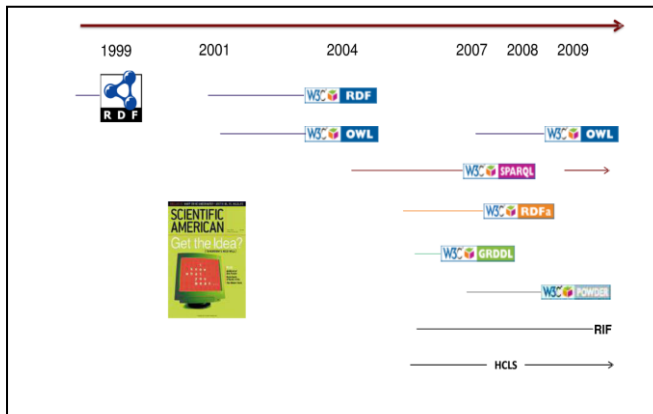 1999 2001 2004 2007 2008 2009
RDF
W3C RDF
W3C OWL
W3C OWL
W3C SPARQL
W3C RDFa
SCIENTIFIC
AMERICAN
Get the Idea?
W3C GRDDL
W3C POWDER
RIF
HCLS